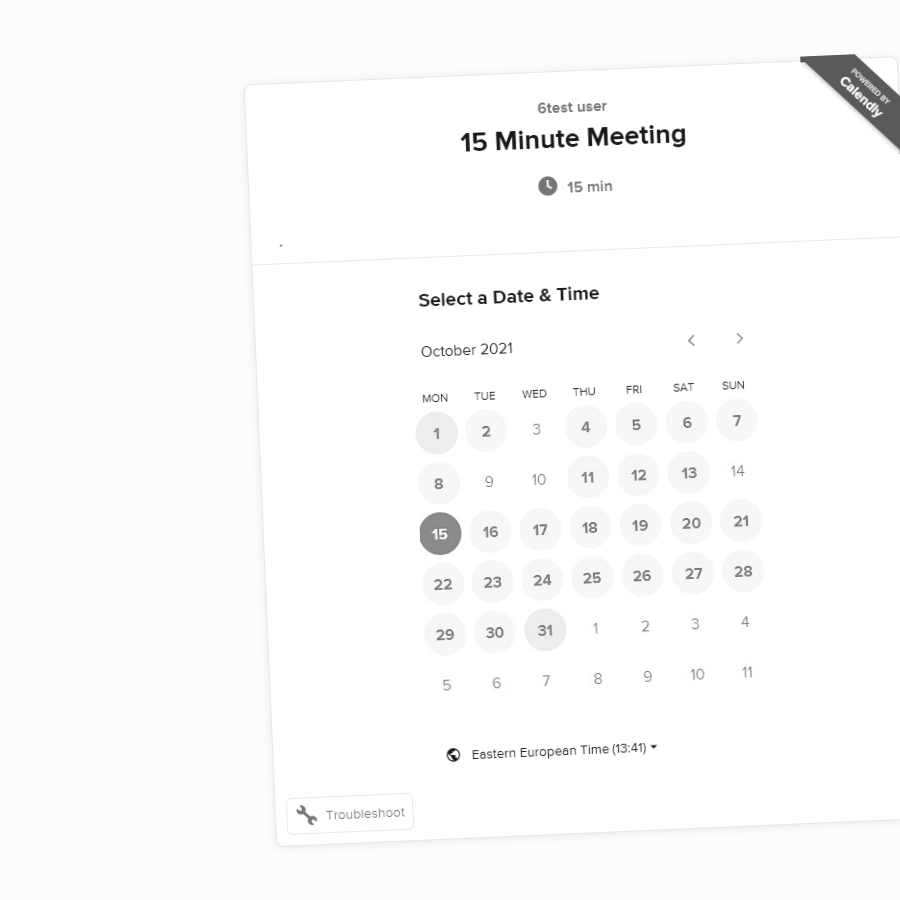 POWERED BY
Calendly
6test user
15 Minute Meeting
15 min
.
Select a Date & Time
October 2021
MON TUE WED THU FRI SAT SUN
1 2 3 4 5 6 7
8 9 10 11 12 13 14
15 16 17 18 19 20 21
22 23 24 25 26 27 28
29 30 31 1 2 3 4
5 6 7 8 9 10 11
Eastern European Time (13:41)
Troubleshoot